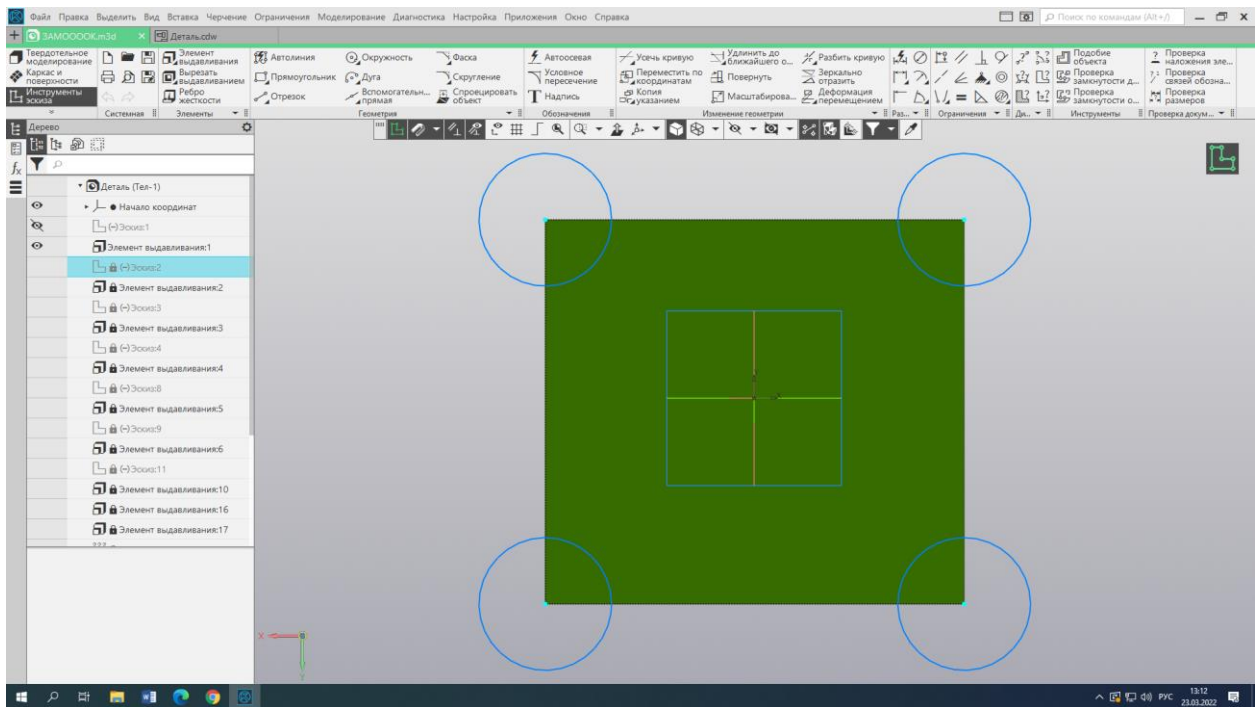 Файл Правка Выделить Вид Вставка Черчение Ограничения Моделирование Диагностика Настройка Приложения Окно Справка
Поиск по командам (Alt+/)
ЗАМООООК.m3d
Деталь.cdw
Твердотельное моделирование
Каркас и поверхности
Инструменты эскиза
Системная
Элемент выдавливания
Вырезать выдавливанием
Ребро жесткости
Элементы
Автолиния
Прямоугольник
Отрезок
Окружность
Дуга
Вспомогательн... прямая
Фаска
Скругление
Спроецировать объект
Геометрия
Автоосевая
Условное пересечение
Надпись
Обозначения
Усечь кривую
Переместить по координатам
Копия указанием
Удлинить до ближайшего о...
Повернуть
Масштабирова...
Разбить кривую
Зеркально отразить
Деформация перемещением
Изменение геометрии
Раз...
Ограничения
Ди...
Подобие объекта
Проверка замкнутости д...
Проверка замкнутости о...
Инструменты
Проверка наложения эле...
Проверка связей обозна...
Проверка размеров
Проверка докум...
Дерево
Деталь (Тел-1)
Начало координат
(-)Эскиз:1
Элемент выдавливания:1
(-)Эскиз:2
Элемент выдавливания:2
(-)Эскиз:3
Элемент выдавливания:3
(-)Эскиз:4
Элемент выдавливания:4
(-)Эскиз:8
Элемент выдавливания:5
(-)Эскиз:9
Элемент выдавливания:6
(-)Эскиз:11
Элемент выдавливания:10
Элемент выдавливания:16
Элемент выдавливания:17
X
Y
РУС
13:12
23.03.2022